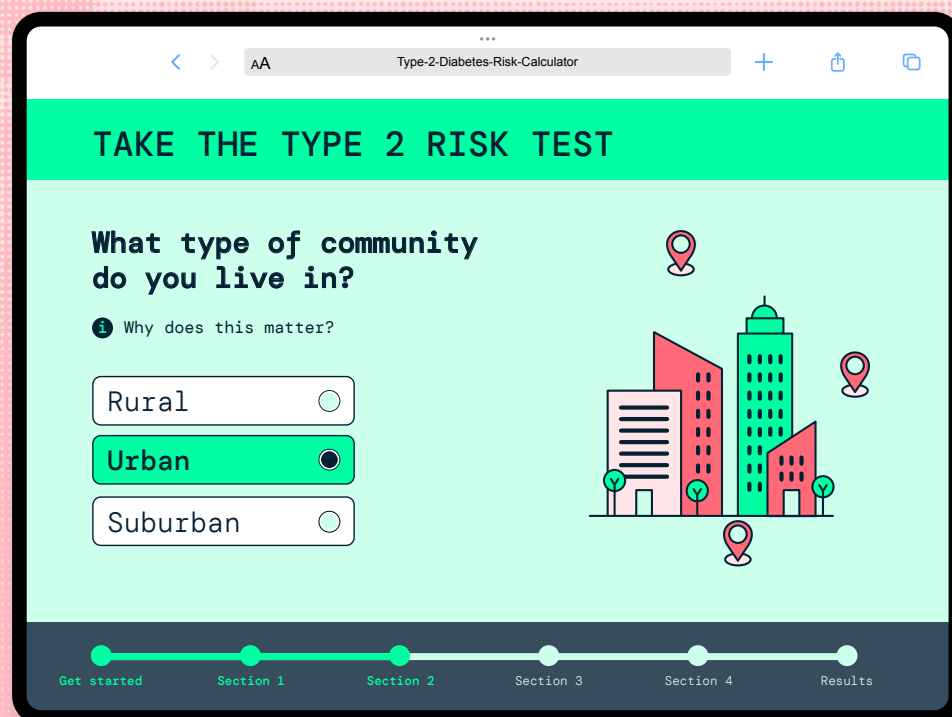 AA Type-2-Diabetes-Risk-Calculator
TAKE THE TYPE 2 RISK TEST
What type of community
do you live in?
i Why does this matter?
Rural
Urban
Suburban
Get started Section 1 Section 2 Section 3 Section 4 Results